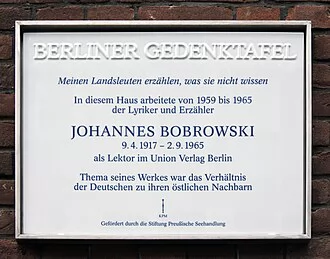 BERLINER GEDENKTAFEL
Meinen Landsleuten erzählen, was sie nicht wissen
In diesem Haus arbeitete von 1959 bis 1965
der Lyriker und Erzähler
JOHANNES BOBROWSKI
9. 4. 1917 – 2. 9. 1965
als Lektor im Union Verlag Berlin
Thema seines Werkes war das Verhältnis
der Deutschen zu ihren östlichen Nachbarn
KPM
Gefördert durch die Stiftung Preußische Seehandlung